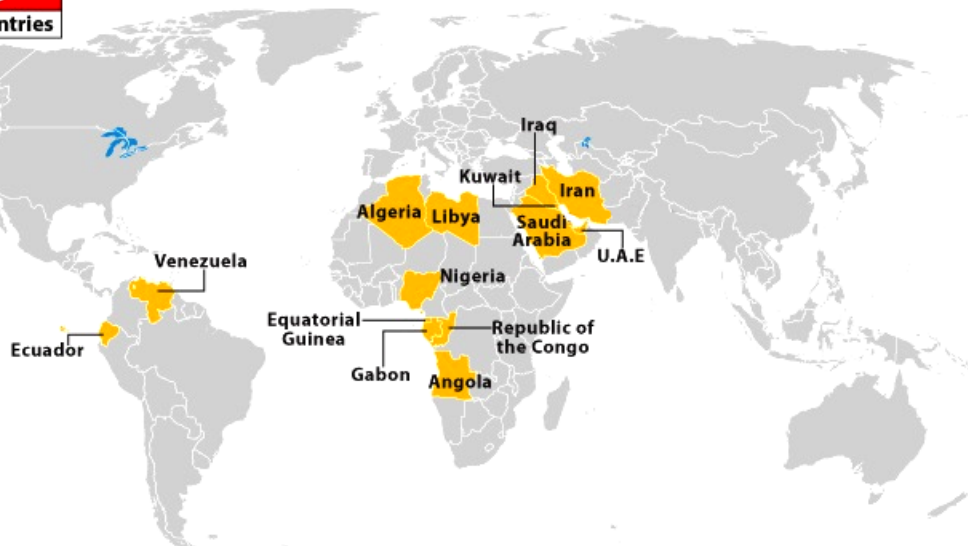 ntries
Iraq
Kuwait
Iran
Algeria
Libya
Saudi
Arabia
U.A.E
Venezuela
Nigeria
Equatorial
Guinea
Republic of
the Congo
Ecuador
Gabon
Angola